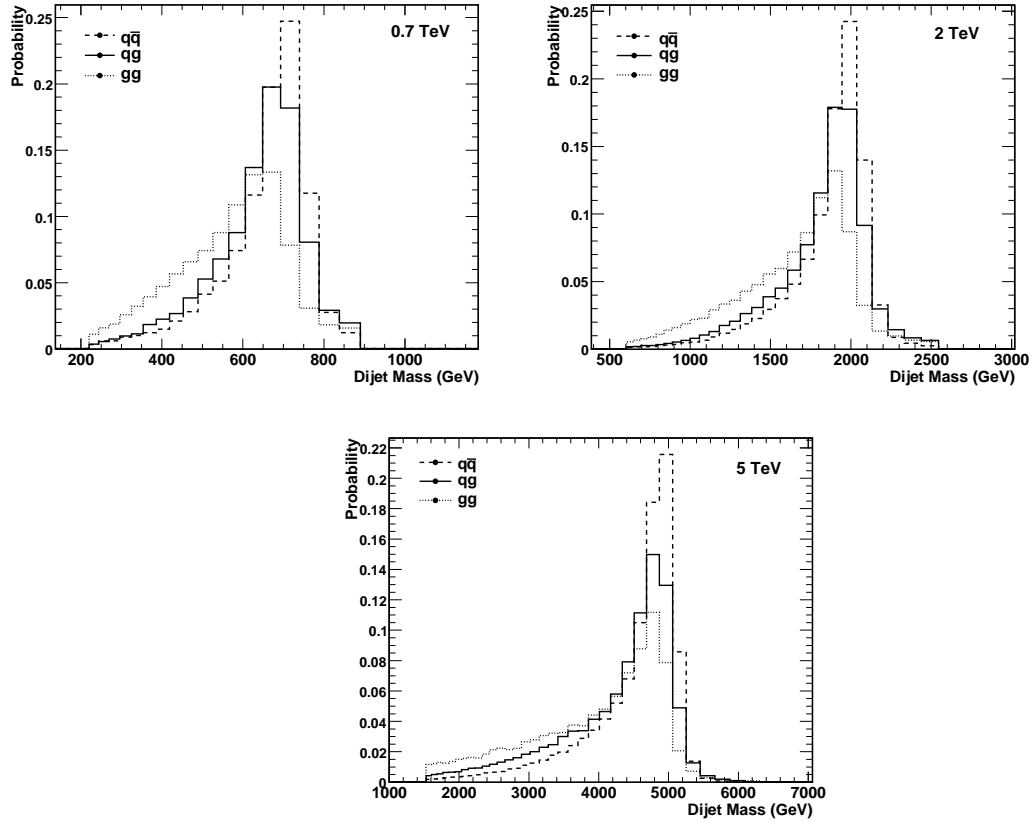 Probability
0.7 TeV
qq̄
qg
gg
0.25
0.2
0.15
0.1
0.05
0
200 400 600 800 1000
Dijet Mass (GeV)
Probability
2 TeV
qq̄
qg
gg
0.25
0.2
0.15
0.1
0.05
0
500 1000 1500 2000 2500 3000
Dijet Mass (GeV)
Probability
5 TeV
qq̄
qg
gg
0.22
0.2
0.18
0.16
0.14
0.12
0.1
0.08
0.06
0.04
0.02
0
1000 2000 3000 4000 5000 6000 7000
Dijet Mass (GeV)